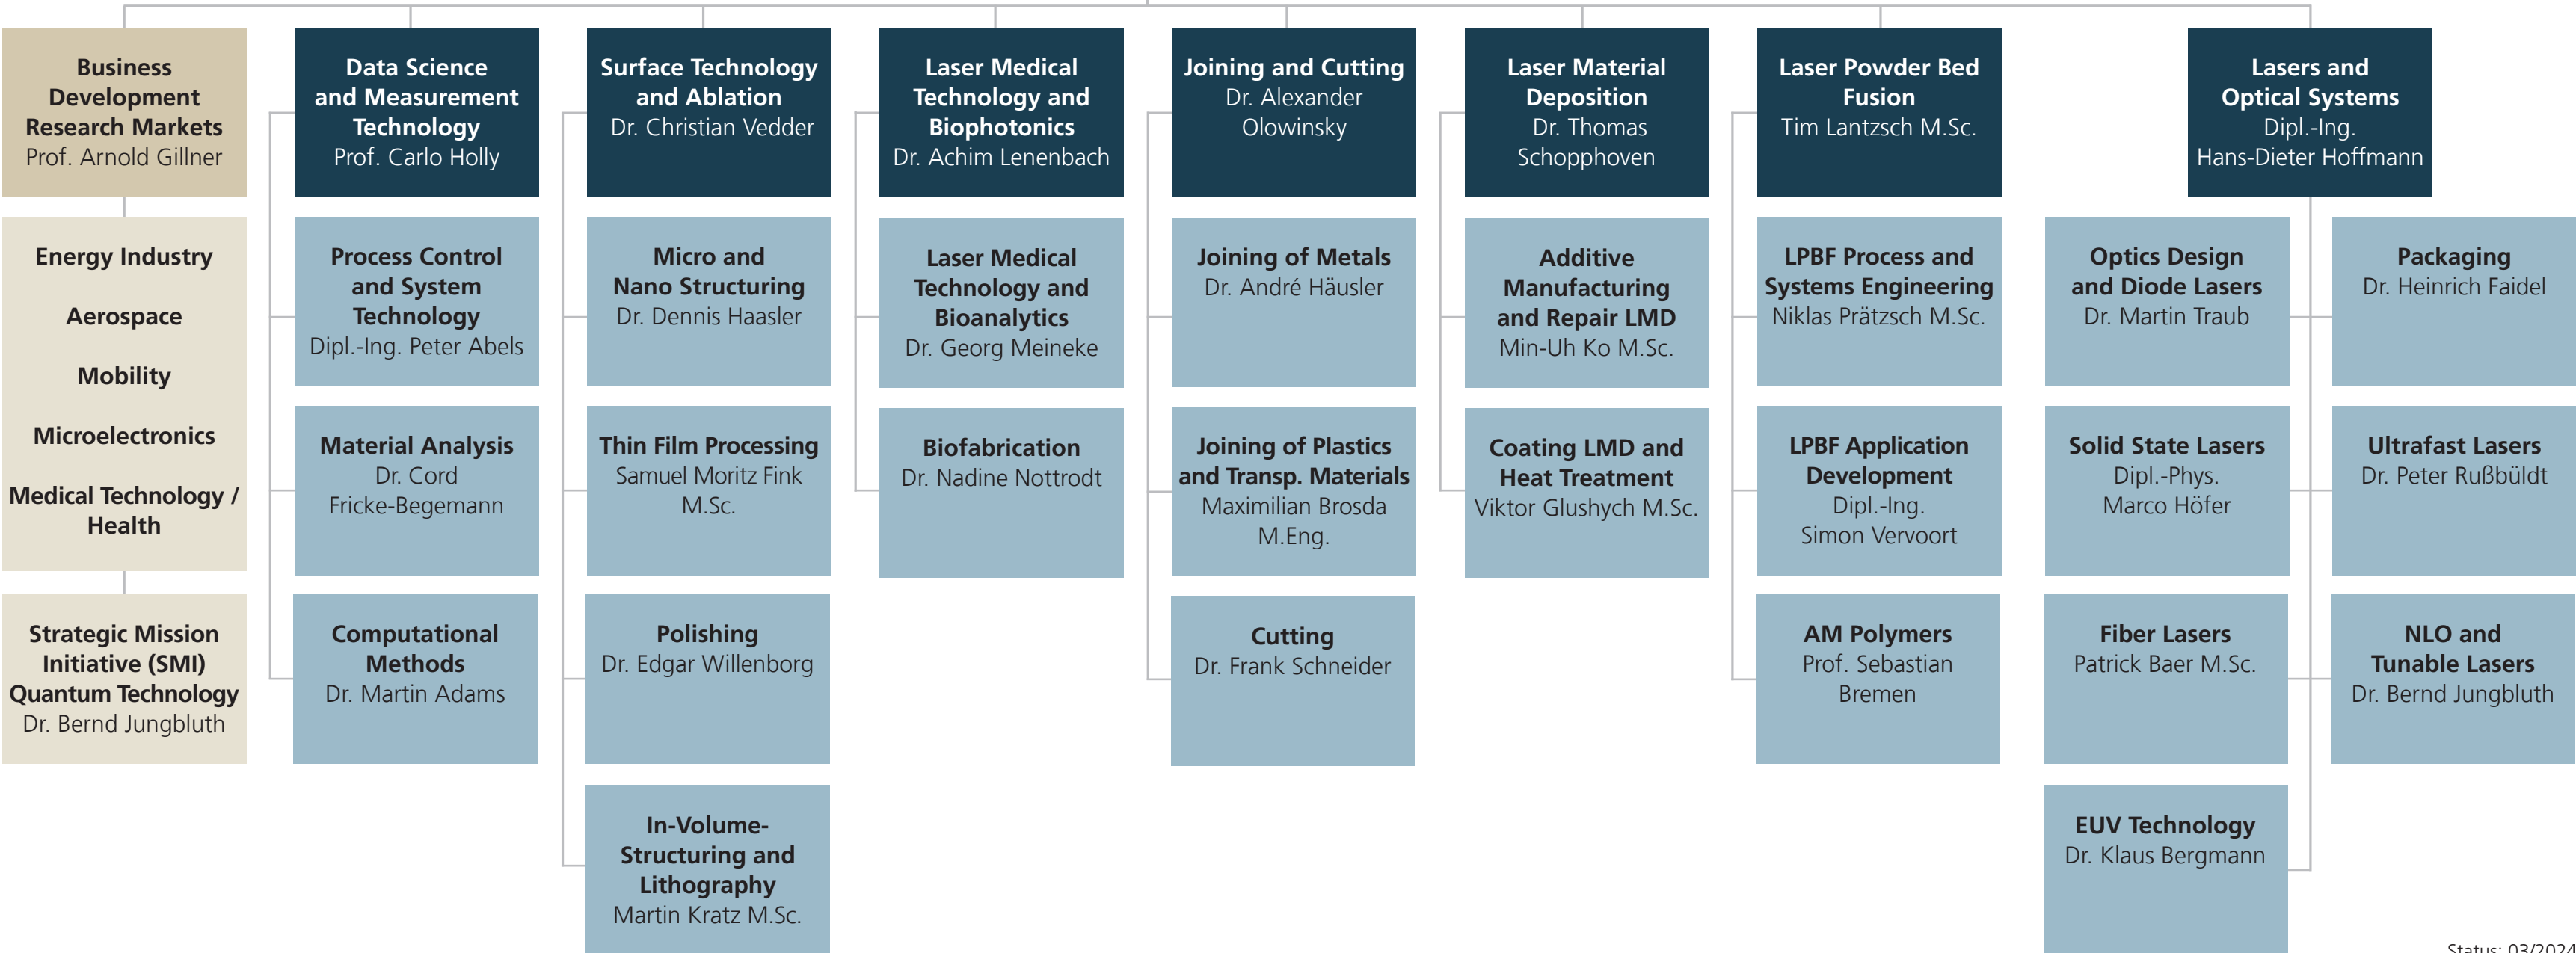 Business
Development
Research Markets
Prof. Arnold Gillner
Energy Industry
Aerospace
Mobility
Microelectronics
Medical Technology /
Health
Strategic Mission
Initiative (SMI)
Quantum Technology
Dr. Bernd Jungbluth
Data Science
and Measurement
Technology
Prof. Carlo Holly
Process Control
and System
Technology
Dipl.-Ing. Peter Abels
Material Analysis
Dr. Cord
Fricke-Begemann
Computational
Methods
Dr. Martin Adams
Surface Technology
and Ablation
Dr. Christian Vedder
Micro and
Nano Structuring
Dr. Dennis Haasler
Thin Film Processing
Samuel Moritz Fink
M.Sc.
Polishing
Dr. Edgar Willenborg
In-Volume-
Structuring and
Lithography
Martin Kratz M.Sc.
Laser Medical
Technology and
Biophotonics
Dr. Achim Lenenbach
Laser Medical
Technology and
Bioanalytics
Dr. Georg Meineke
Biofabrication
Dr. Nadine Nottrodt
Joining and Cutting
Dr. Alexander
Olowinsky
Joining of Metals
Dr. André Häusler
Joining of Plastics
and Transp. Materials
Maximilian Brosda
M.Eng.
Cutting
Dr. Frank Schneider
Laser Material
Deposition
Dr. Thomas
Schopphoven
Additive
Manufacturing
and Repair LMD
Min-Uh Ko M.Sc.
Coating LMD and
Heat Treatment
Viktor Glushych M.Sc.
Laser Powder Bed
Fusion
Tim Lantzsch M.Sc.
LPBF Process and
Systems Engineering
Niklas Prätzsch M.Sc.
LPBF Application
Development
Dipl.-Ing.
Simon Vervoort
AM Polymers
Prof. Sebastian
Bremen
Lasers and
Optical Systems
Dipl.-Ing.
Hans-Dieter Hoffmann
Optics Design
and Diode Lasers
Dr. Martin Traub
Packaging
Dr. Heinrich Faidel
Solid State Lasers
Dipl.-Phys.
Marco Höfer
Ultrafast Lasers
Dr. Peter Rußbüldt
Fiber Lasers
Patrick Baer M.Sc.
NLO and
Tunable Lasers
Dr. Bernd Jungbluth
EUV Technology
Dr. Klaus Bergmann
Status: 03/2024